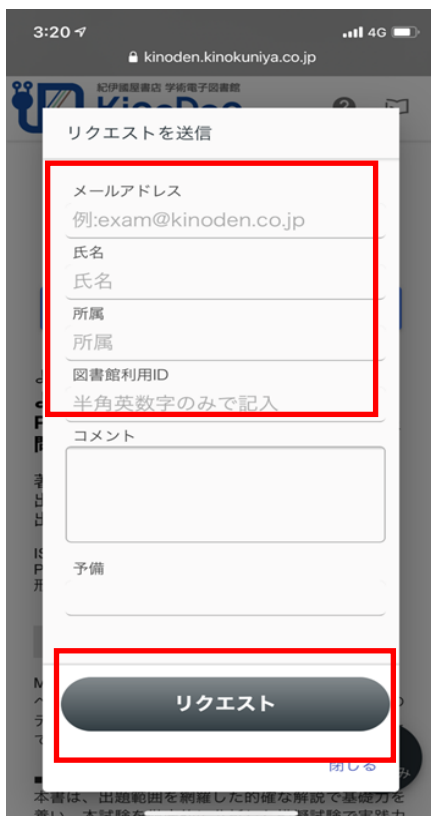 3:20
4G
kinoden.kinokuniya.co.jp
紀伊國屋書店 学術電子図書館
KinoDen
リクエストを送信
メールアドレス
例:exam@kinoden.co.jp
氏名
氏名
所属
所属
図書館利用ID
半角英数字のみで記入
コメント
予備
リクエスト
閉じる
本書は、出題範囲を網羅した的確な解説で基礎力を